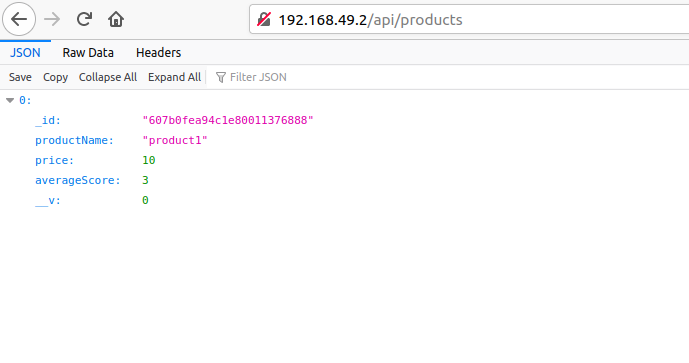 192.168.49.2/api/products
JSON Raw Data Headers
Save Copy Collapse All Expand All Filter JSON
0:
_id: "607b0fea94c1e80011376888"
productName: "product1"
price: 10
averageScore: 3
__v: 0